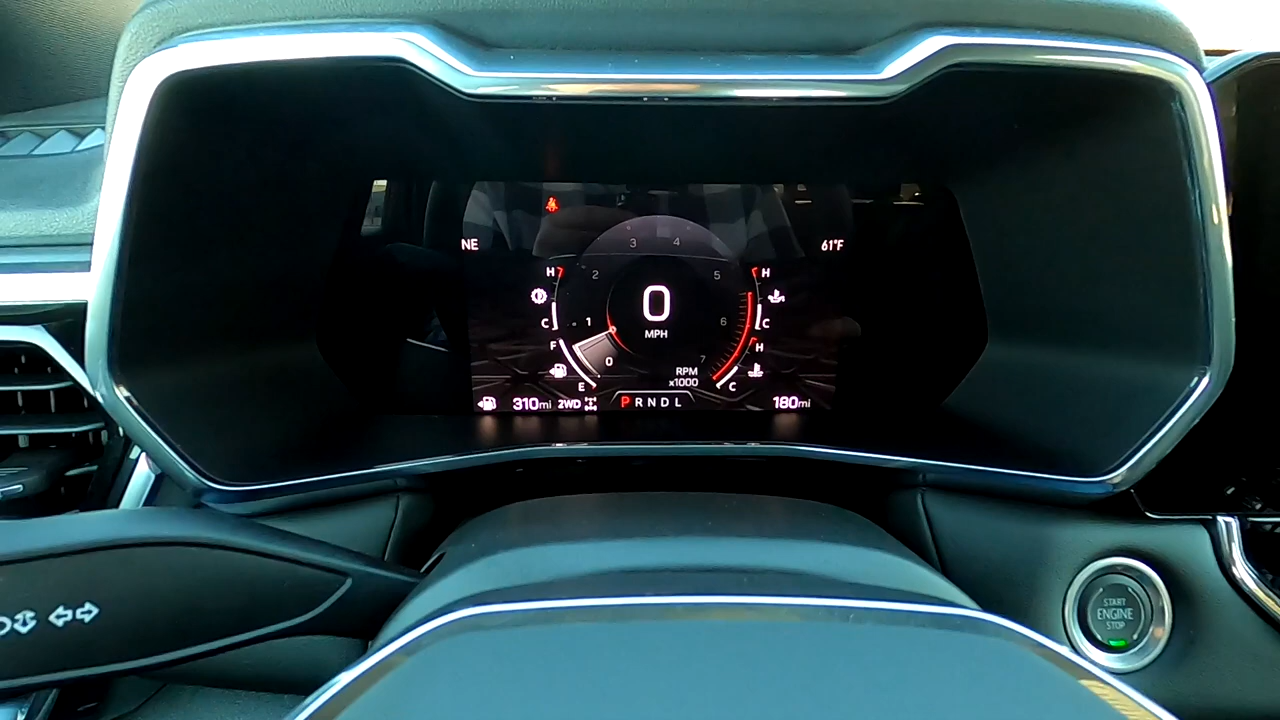 NE
61°F
3 4
2 5
1 6
0 7
H
C
F
E
H
C
H
C
0
MPH
RPM
x1000
310mi 2WD PRNDL 180mi
START
ENGINE
STOP